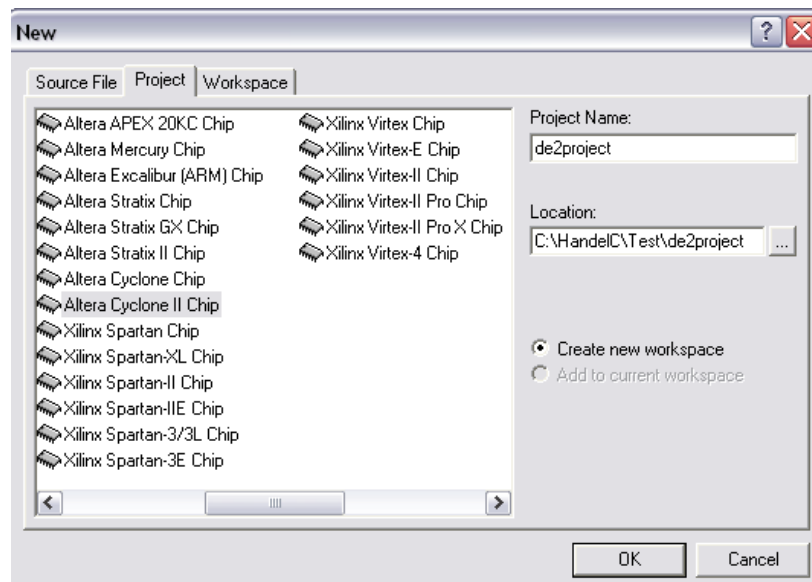 New
Source File Project Workspace
Altera APEX 20KC Chip
Altera Mercury Chip
Altera Excalibur (ARM) Chip
Altera Stratix Chip
Altera Stratix GX Chip
Altera Stratix II Chip
Altera Cyclone Chip
Altera Cyclone II Chip
Xilinx Spartan Chip
Xilinx Spartan-XL Chip
Xilinx Spartan-II Chip
Xilinx Spartan-IIE Chip
Xilinx Spartan-3/3L Chip
Xilinx Spartan-3E Chip
Xilinx Virtex Chip
Xilinx Virtex-E Chip
Xilinx Virtex-II Chip
Xilinx Virtex-II Pro Chip
Xilinx Virtex-II Pro X Chip
Xilinx Virtex-4 Chip
Project Name:
de2project
Location:
C:\HandelC\Test\de2project ...
Create new workspace
Add to current workspace
OK Cancel